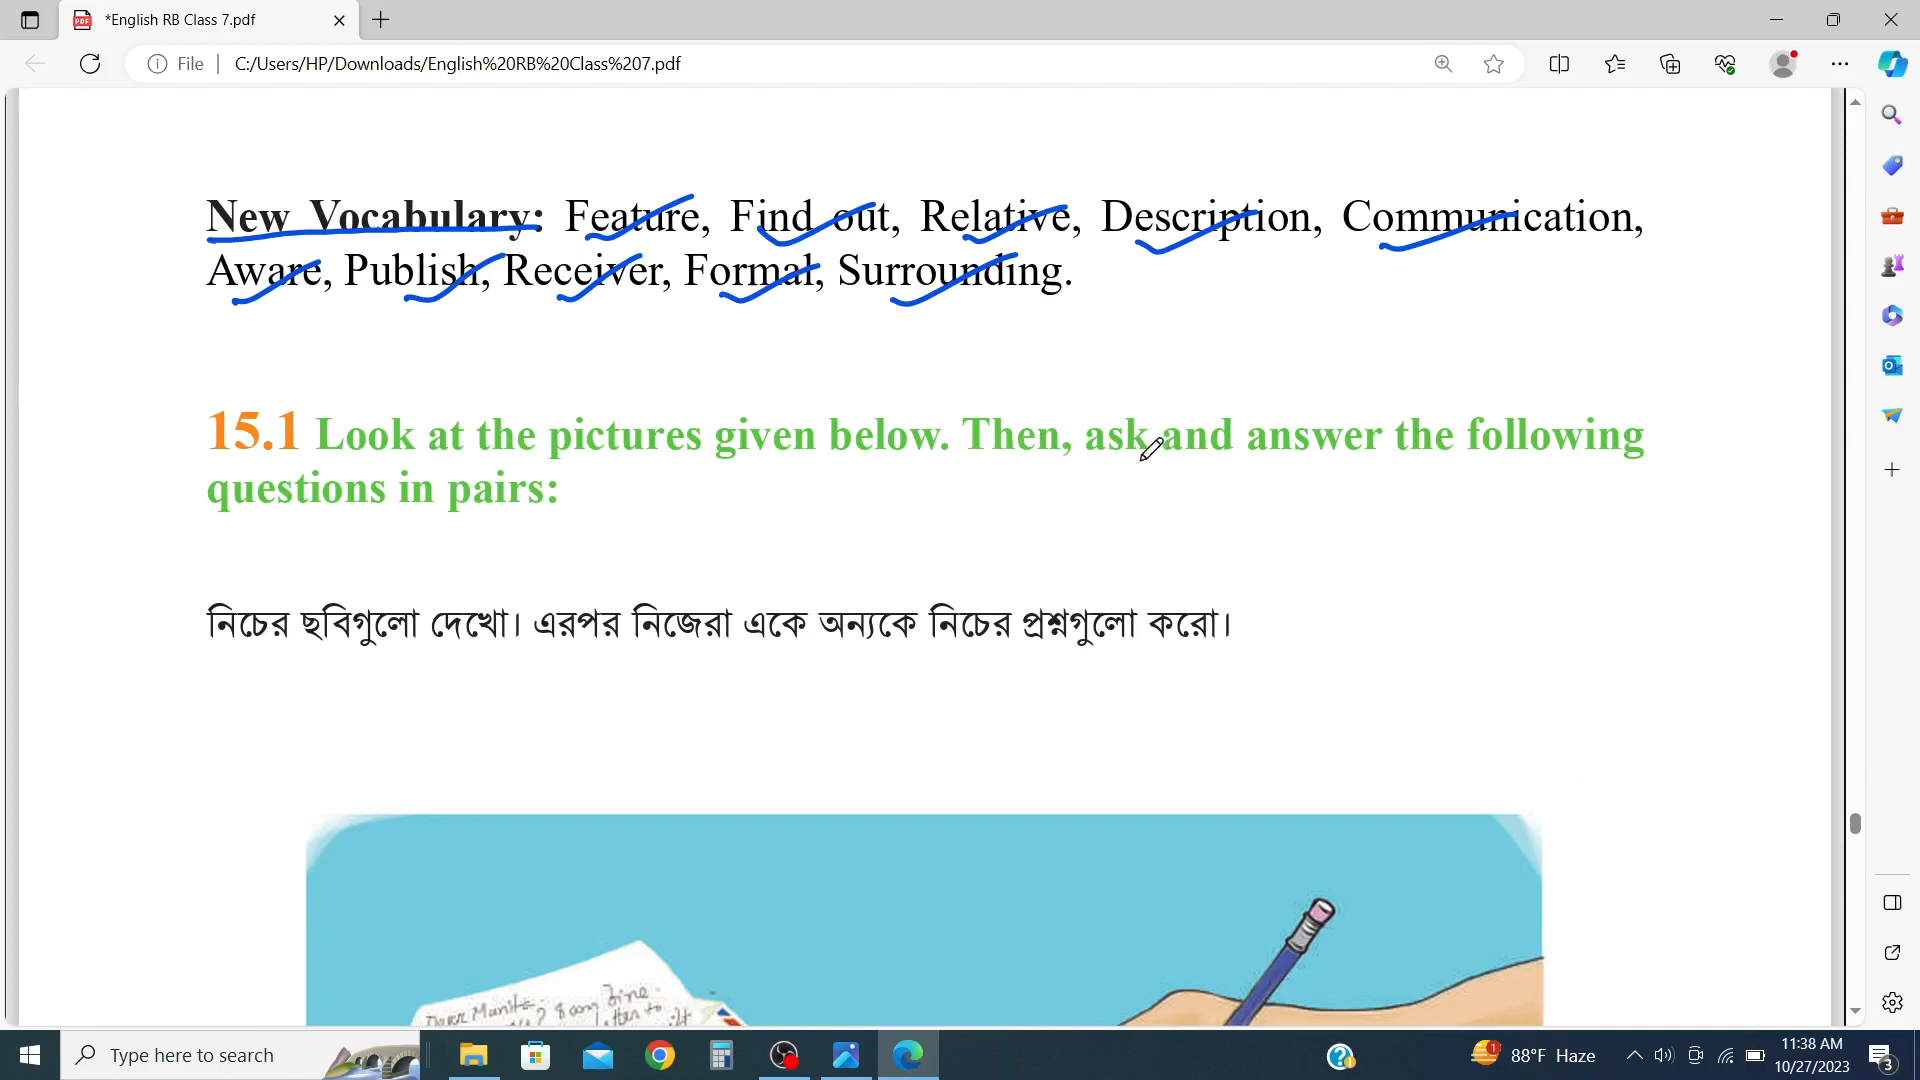 *English RB Class 7.pdf
File C:/Users/HP/Downloads/English%20RB%20Class%207.pdf
New Vocabulary: Feature, Find out, Relative, Description, Communication,
Aware, Publish, Receiver, Formal, Surrounding.
15.1 Look at the pictures given below. Then, ask and answer the following
questions in pairs:
নিচের ছবিগুলো দেখো। এরপর নিজেরা একে অন্যকে নিচের প্রশ্নগুলো করো।
Type here to search
88°F Haze
11:38 AM
10/27/2023